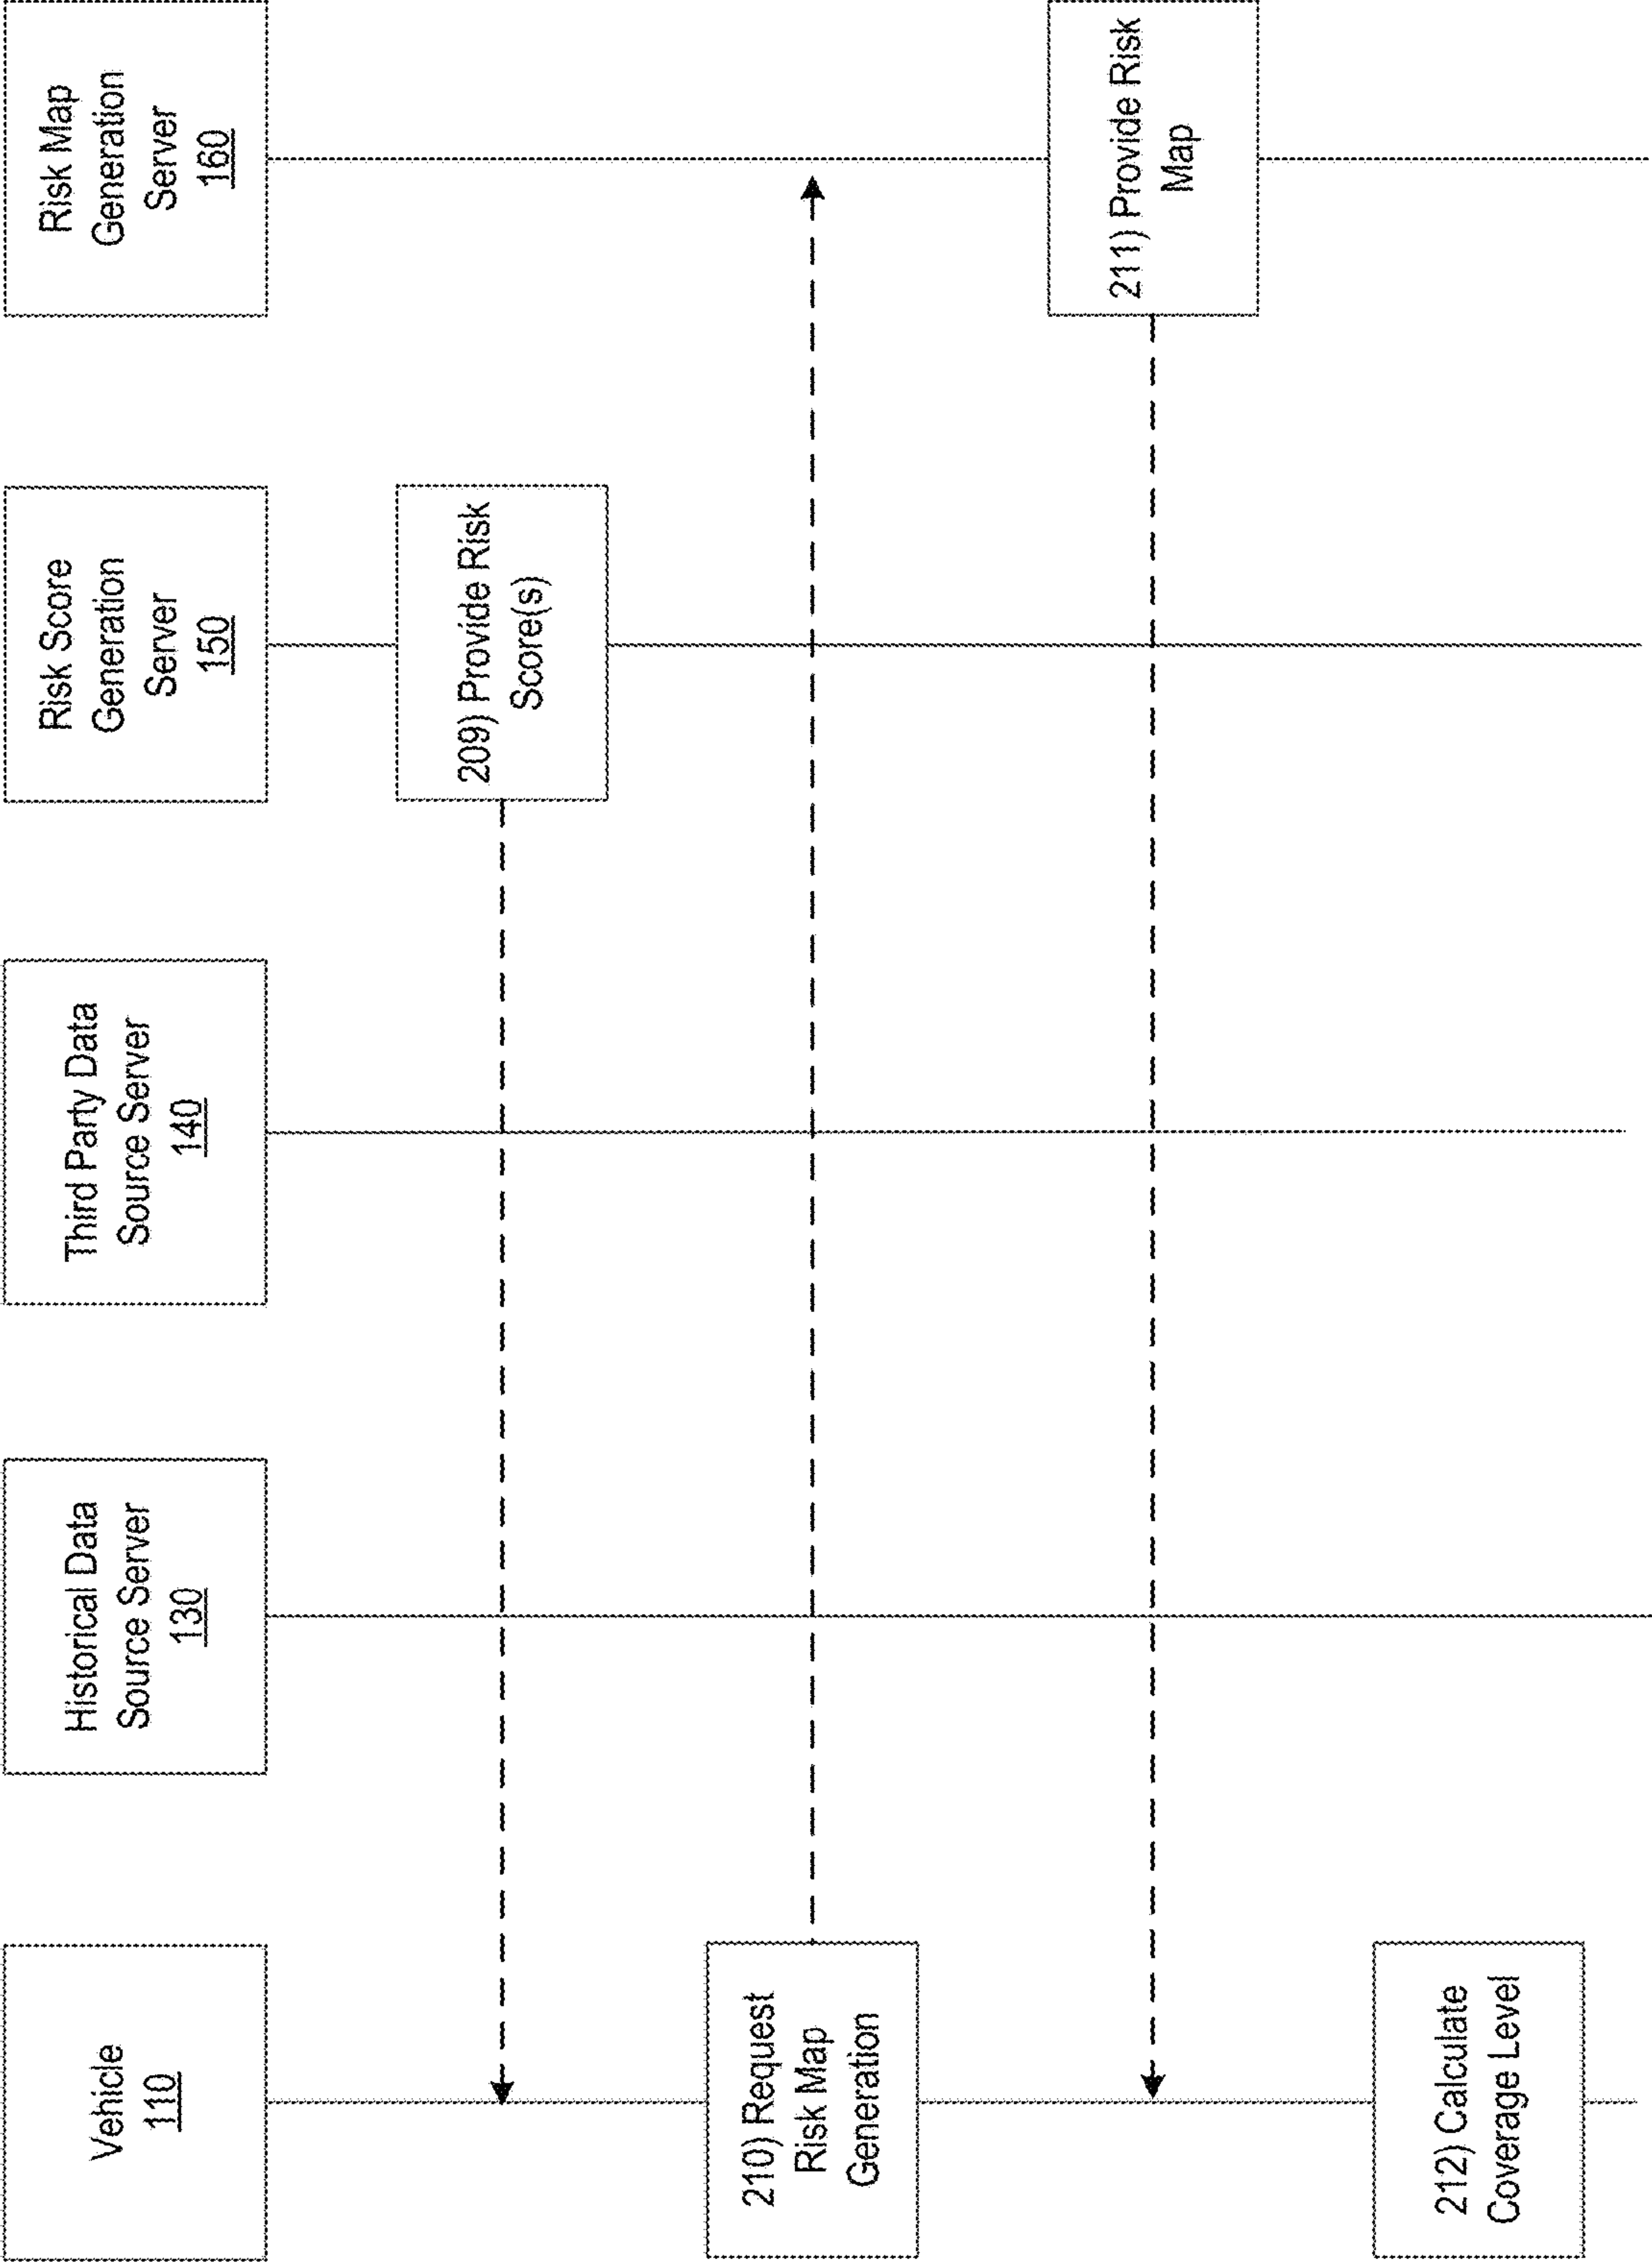 Vehicle
110
Historical Data
Source Server
130
Third Party Data
Source Server
140
Risk Score
Generation
Server
150
Risk Map
Generation
Server
160
209) Provide Risk
Score(s)
210) Request
Risk Map
Generation
211) Provide Risk
Map
212) Calculate
Coverage Level